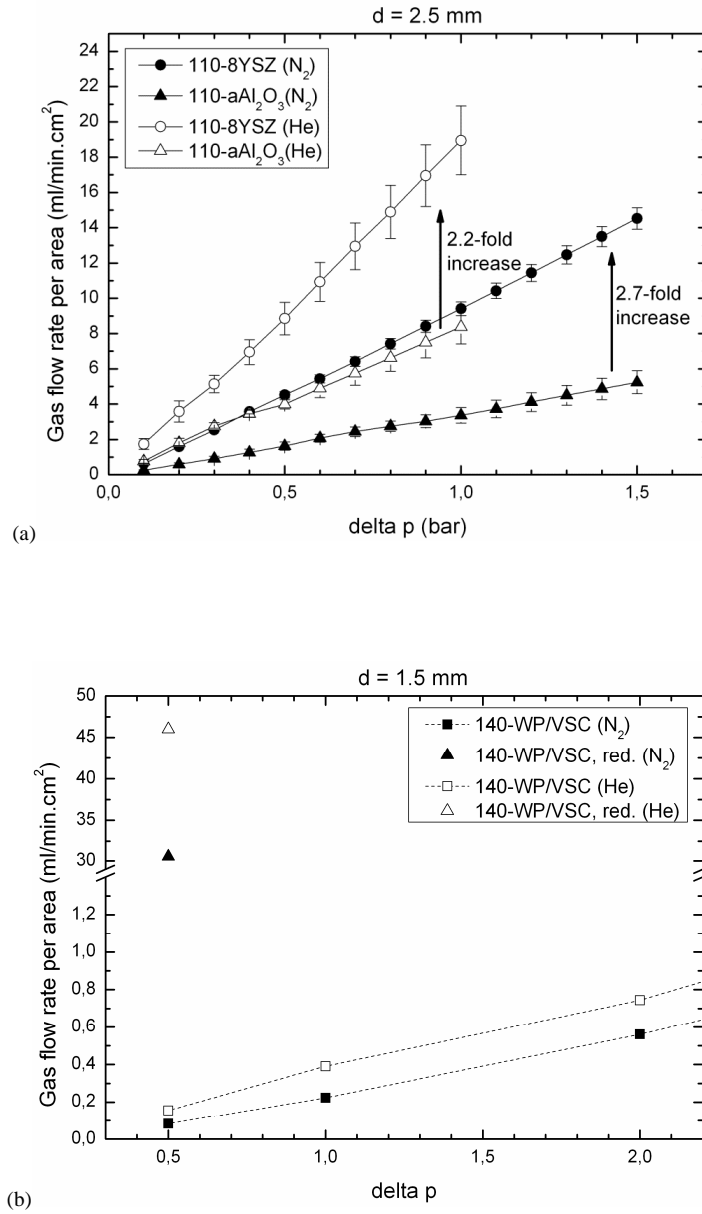 d = 2.5 mm
24
22
20
18
16
14
12
10
8
6
4
2
0
Gas flow rate per area (ml/min.cm²)
110-8YSZ (N₂)
110-aAl₂O₃(N₂)
110-8YSZ (He)
110-aAl₂O₃(He)
2.2-fold
increase
2.7-fold
increase
0,0 0,5 1,0 1,5
delta p (bar)
(a)
d = 1.5 mm
50
45
40
35
30
1,2
1,0
0,8
0,6
0,4
0,2
0,0
Gas flow rate per area (ml/min.cm²)
140-WP/VSC (N₂)
140-WP/VSC, red. (N₂)
140-WP/VSC (He)
140-WP/VSC, red. (He)
0,5 1,0 1,5 2,0
delta p
(b)